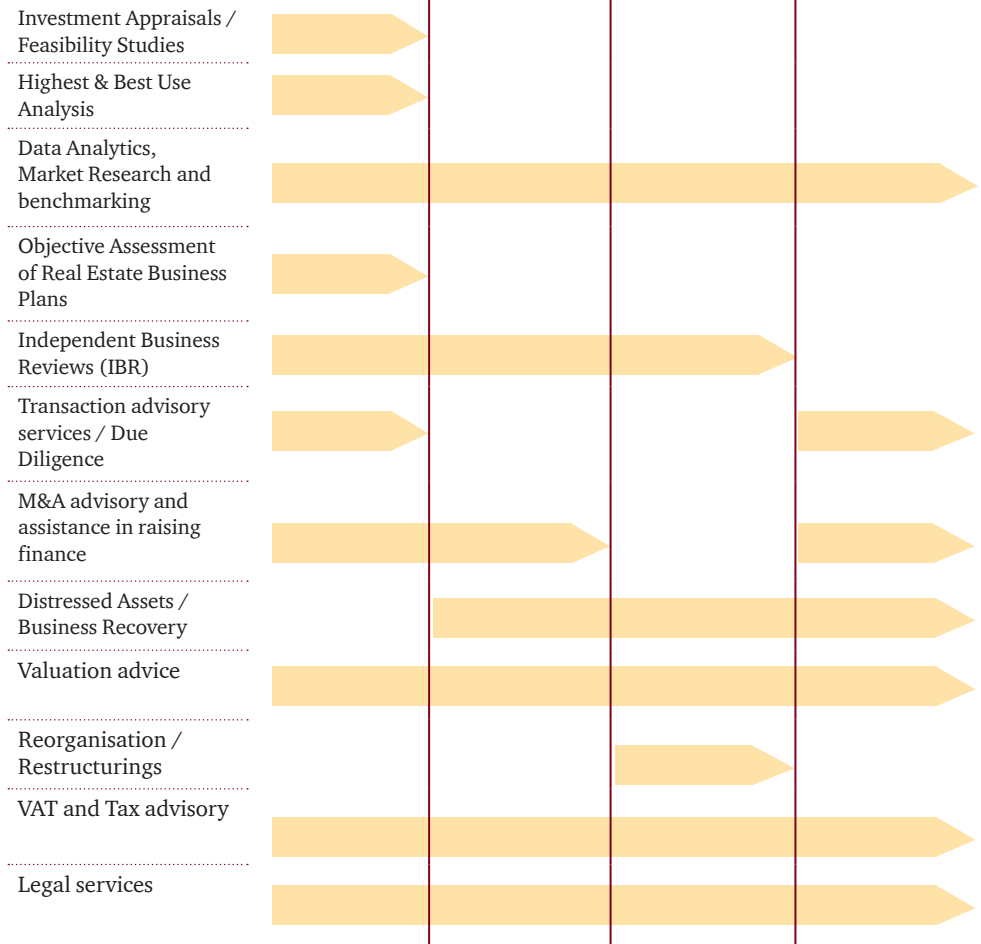 Investment Appraisals /
Feasibility Studies
Highest & Best Use
Analysis
Data Analytics,
Market Research and
benchmarking
Objective Assessment
of Real Estate Business
Plans
Independent Business
Reviews (IBR)
Transaction advisory
services / Due
Diligence
M&A advisory and
assistance in raising
finance
Distressed Assets /
Business Recovery
Valuation advice
Reorganisation /
Restructurings
VAT and Tax advisory
Legal services